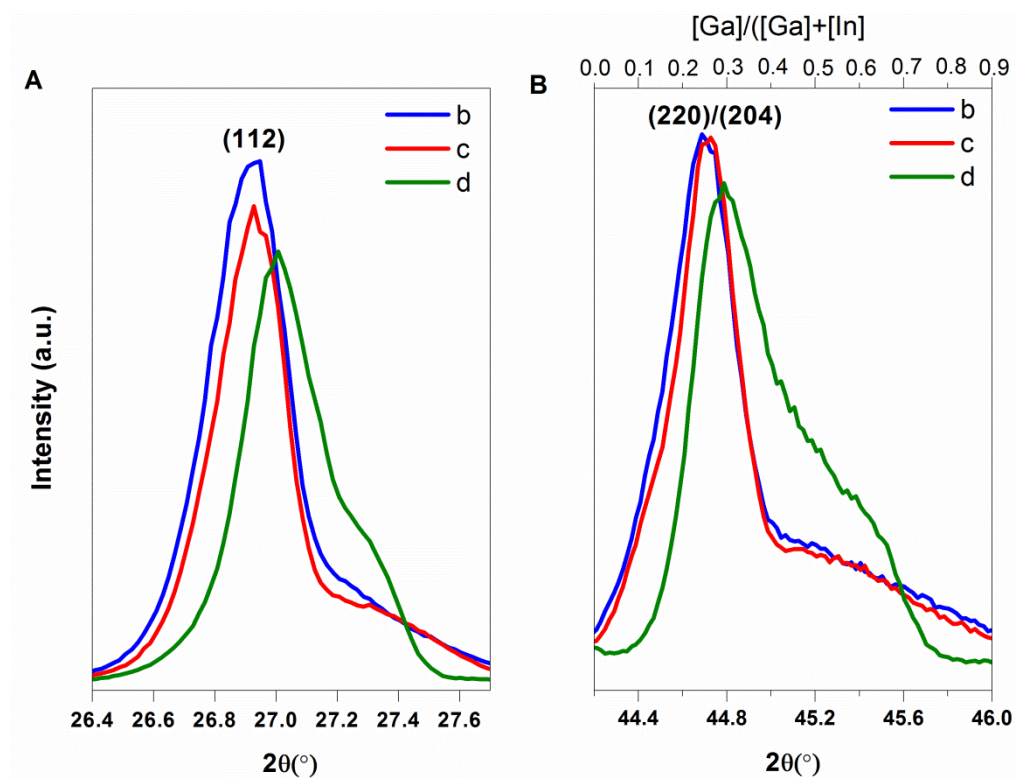 [Ga]/([Ga]+[In]
0.0 0.1 0.2 0.3 0.4 0.5 0.6 0.7 0.8 0.9
A
B
(112)
b
c
d
(220)/(204)
b
c
d
Intensity (a.u.)
26.4 26.6 26.8 27.0 27.2 27.4 27.6
44.4 44.8 45.2 45.6 46.0
2θ(°)
2θ(°)